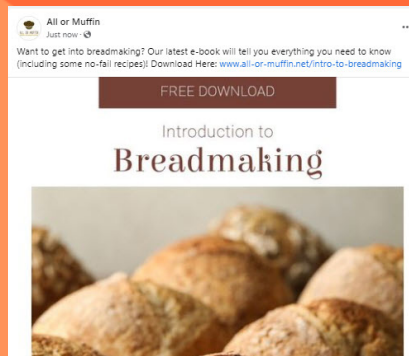 All or Muffin
Just now ·
Want to get into breadmaking? Our latest e-book will tell you everything you need to know
(including some no-fail recipes)! Download Here: www.all-or-muffin.net/intro-to-breadmaking
FREE DOWNLOAD
Introduction to
Breadmaking